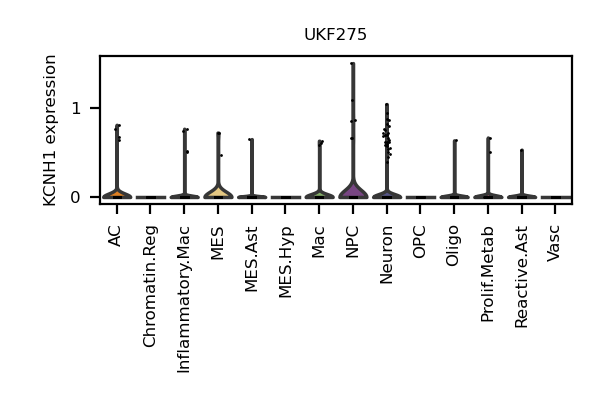 UKF275
KCNH1 expression
1
0
AC
Chromatin.Reg
Inflammatory.Mac
MES
MES.Ast
MES.Hyp
Mac
NPC
Neuron
OPC
Oligo
Prolif.Metab
Reactive.Ast
Vasc